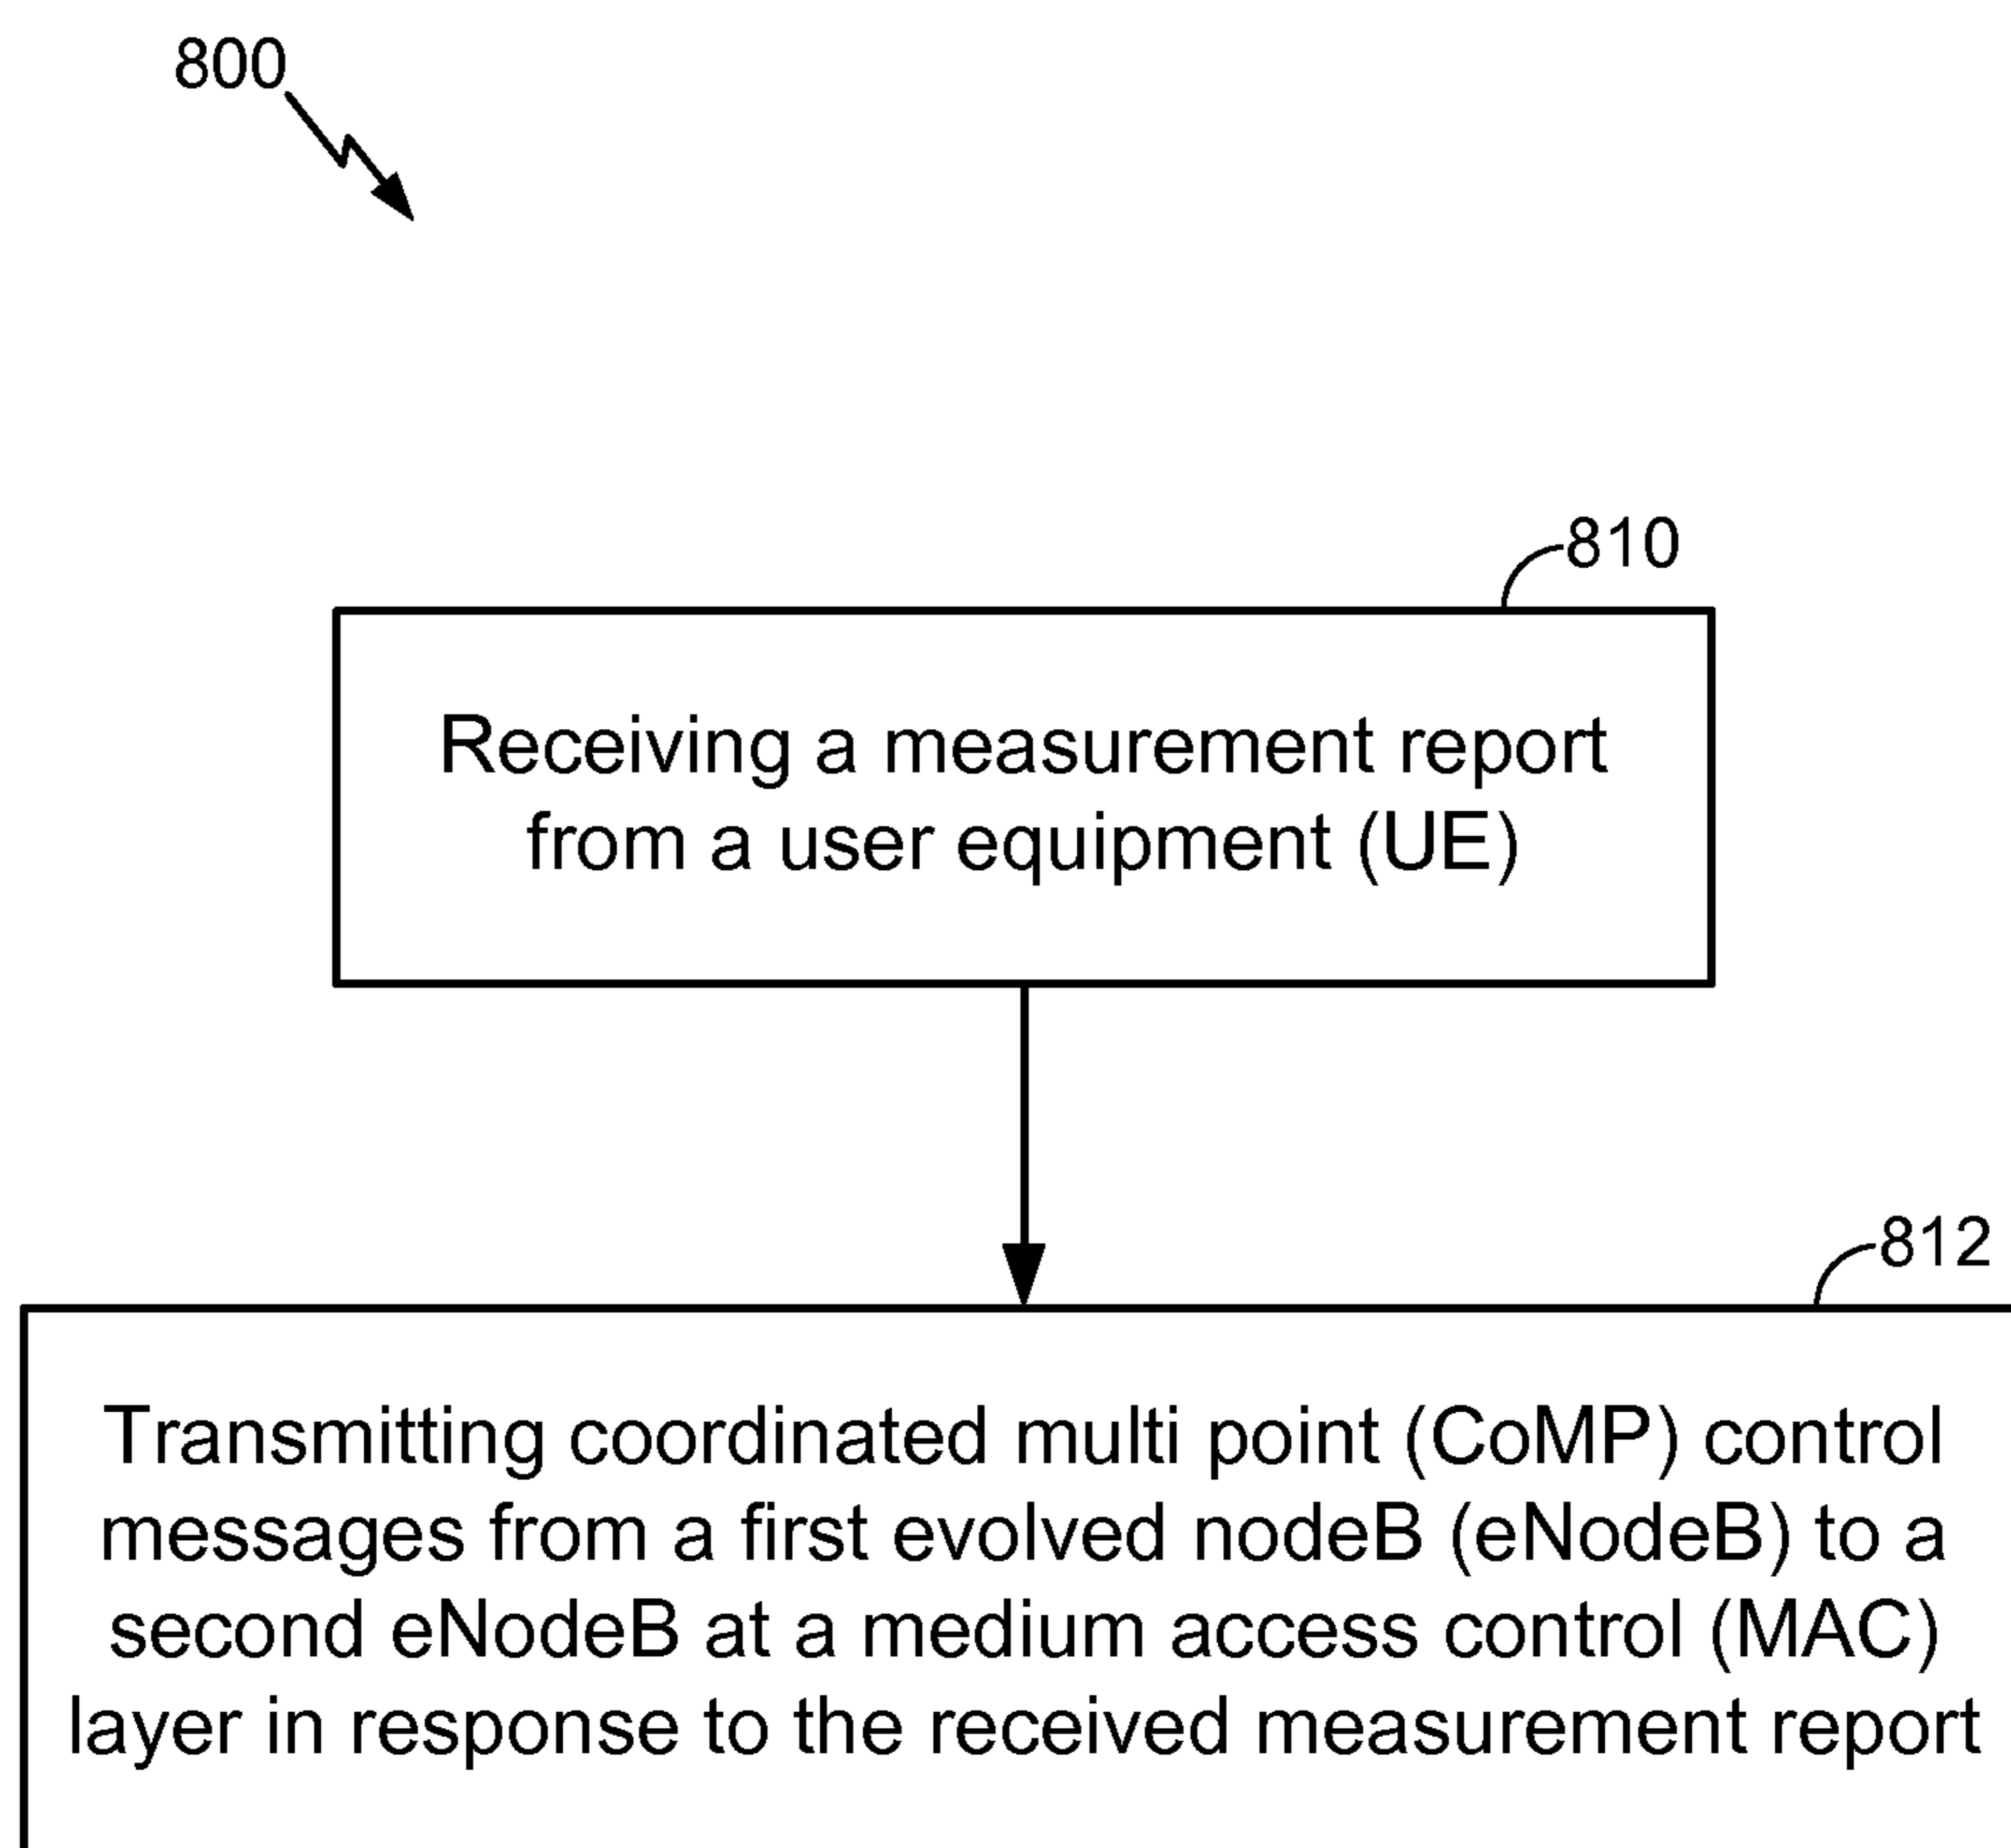 800
810
Receiving a measurement report
from a user equipment (UE)
812
Transmitting coordinated multi point (CoMP) control
messages from a first evolved nodeB (eNodeB) to a
second eNodeB at a medium access control (MAC)
layer in response to the received measurement report